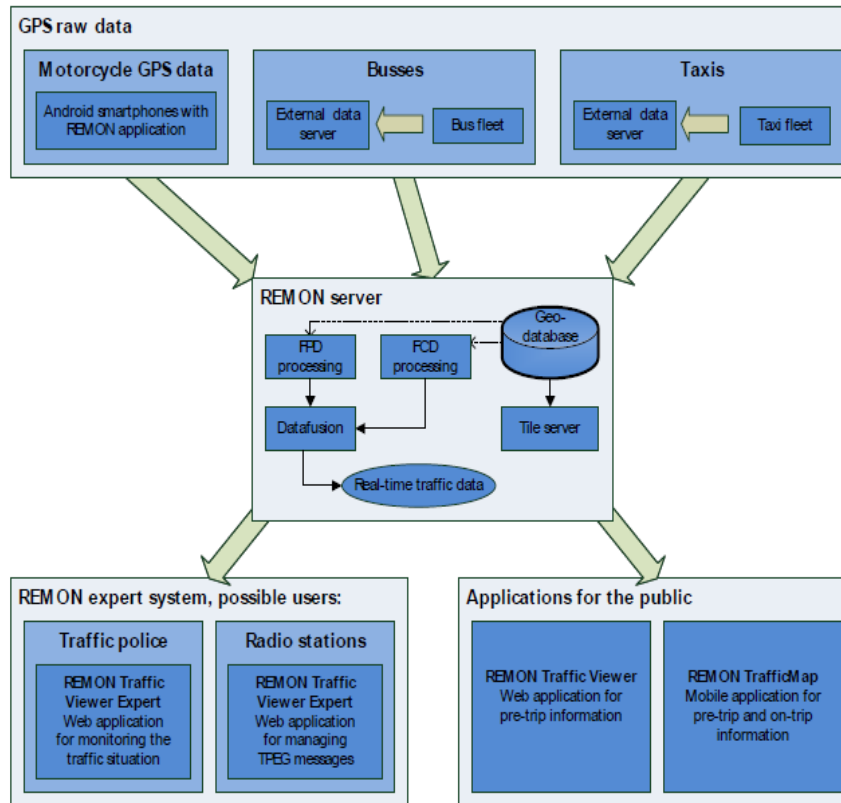 GPS raw data
Motorcycle GPS data
Android smartphones with
REMON application
Busses
External data
server
Bus fleet
Taxis
External data
server
Taxi fleet
REMON server
Geo-
database
FPD
processing
FCD
processing
Datafusion
Tile server
Real-time traffic data
REMON expert system, possible users:
Traffic police
REMON Traffic
Viewer Expert
Web application
for monitoring the
traffic situation
Radio stations
REMON Traffic
Viewer Expert
Web application
for managing
TPEG messages
Applications for the public
REMON Traffic Viewer
Web application for
pre-trip information
REMON TrafficMap
Mobile application for
pre-trip and on-trip
information